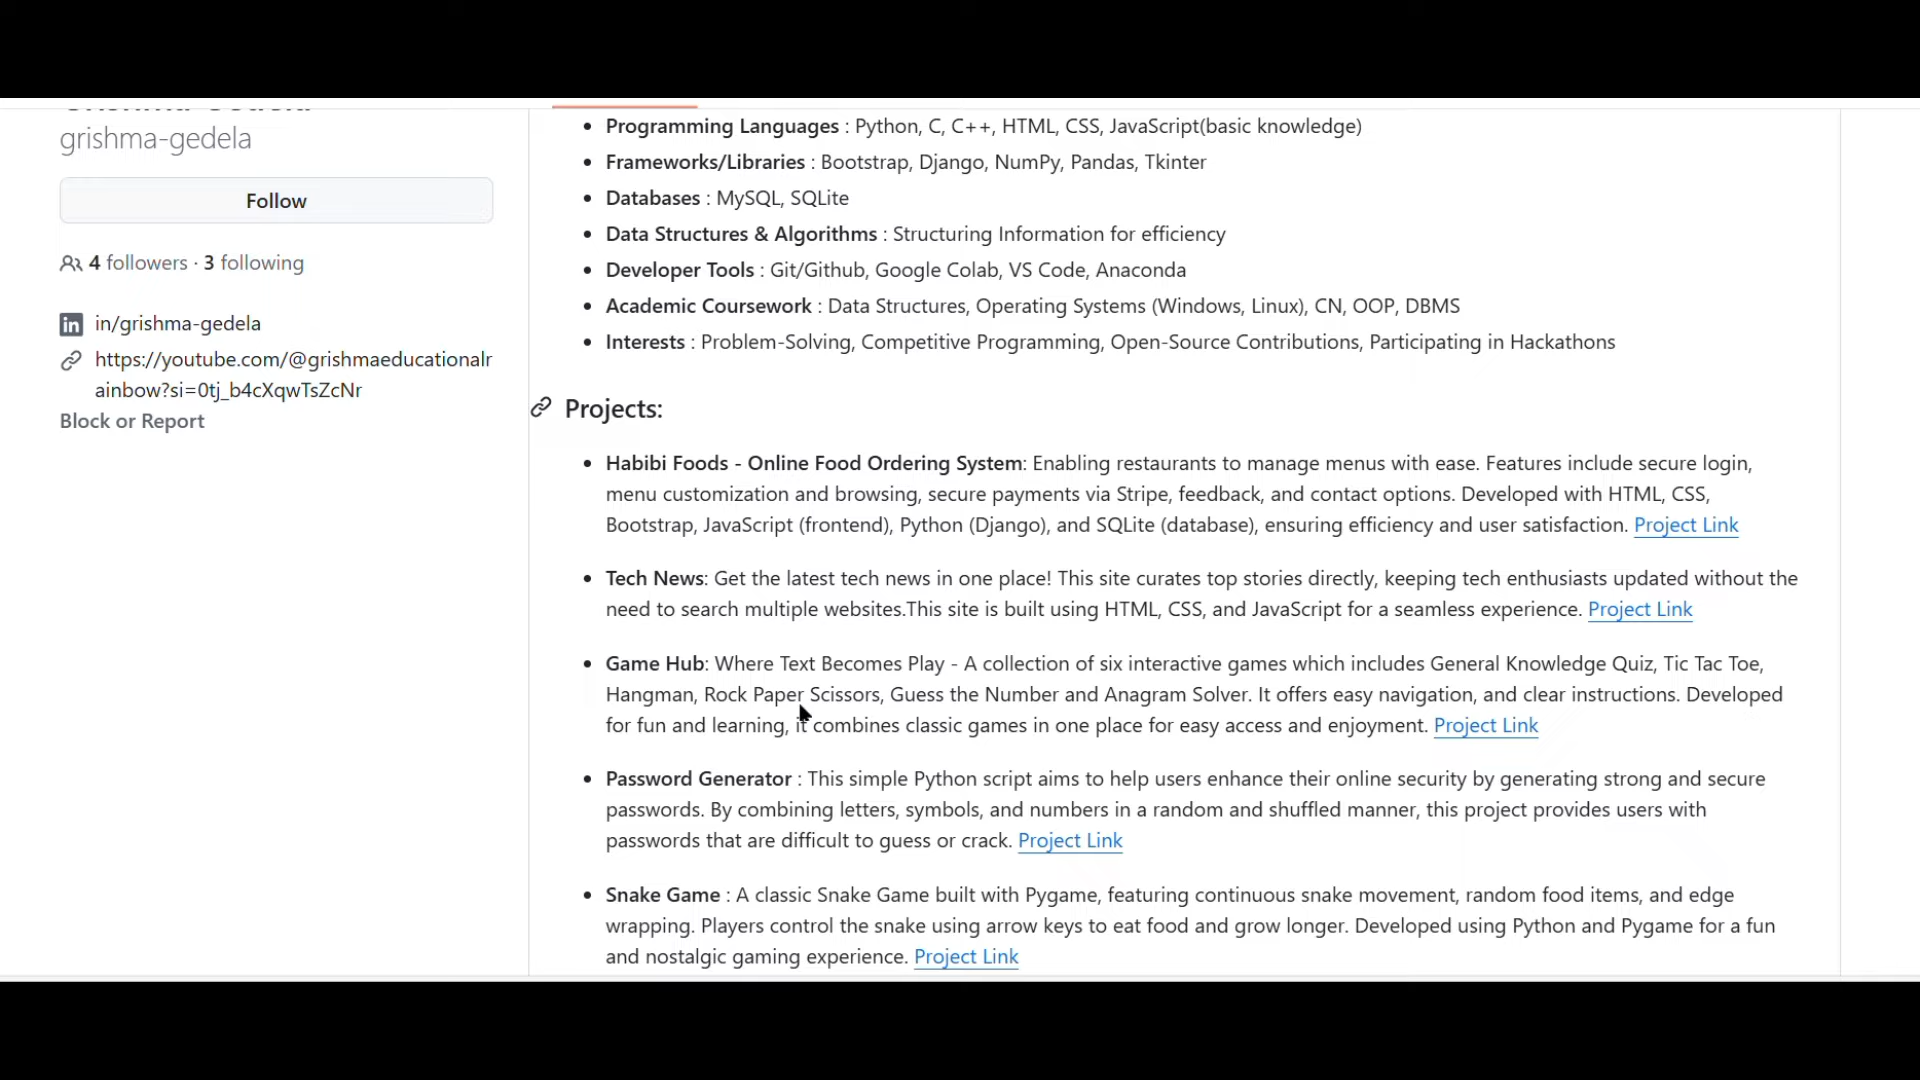 grishma-gedela
Follow
4 followers · 3 following
in/grishma-gedela
https://youtube.com/@grishmaeducationalr
ainbow?si=0tj_b4cXqwTsZcNr
Block or Report
Programming Languages : Python, C, C++, HTML, CSS, JavaScript(basic knowledge)
Frameworks/Libraries : Bootstrap, Django, NumPy, Pandas, Tkinter
Databases : MySQL, SQLite
Data Structures & Algorithms : Structuring Information for efficiency
Developer Tools : Git/Github, Google Colab, VS Code, Anaconda
Academic Coursework : Data Structures, Operating Systems (Windows, Linux), CN, OOP, DBMS
Interests : Problem-Solving, Competitive Programming, Open-Source Contributions, Participating in Hackathons
Projects:
Habibi Foods - Online Food Ordering System: Enabling restaurants to manage menus with ease. Features include secure login,
menu customization and browsing, secure payments via Stripe, feedback, and contact options. Developed with HTML, CSS,
Bootstrap, JavaScript (frontend), Python (Django), and SQLite (database), ensuring efficiency and user satisfaction. Project Link
Tech News: Get the latest tech news in one place! This site curates top stories directly, keeping tech enthusiasts updated without the
need to search multiple websites.This site is built using HTML, CSS, and JavaScript for a seamless experience. Project Link
Game Hub: Where Text Becomes Play - A collection of six interactive games which includes General Knowledge Quiz, Tic Tac Toe,
Hangman, Rock Paper Scissors, Guess the Number and Anagram Solver. It offers easy navigation, and clear instructions. Developed
for fun and learning, it combines classic games in one place for easy access and enjoyment. Project Link
Password Generator : This simple Python script aims to help users enhance their online security by generating strong and secure
passwords. By combining letters, symbols, and numbers in a random and shuffled manner, this project provides users with
passwords that are difficult to guess or crack. Project Link
Snake Game : A classic Snake Game built with Pygame, featuring continuous snake movement, random food items, and edge
wrapping. Players control the snake using arrow keys to eat food and grow longer. Developed using Python and Pygame for a fun
and nostalgic gaming experience. Project Link